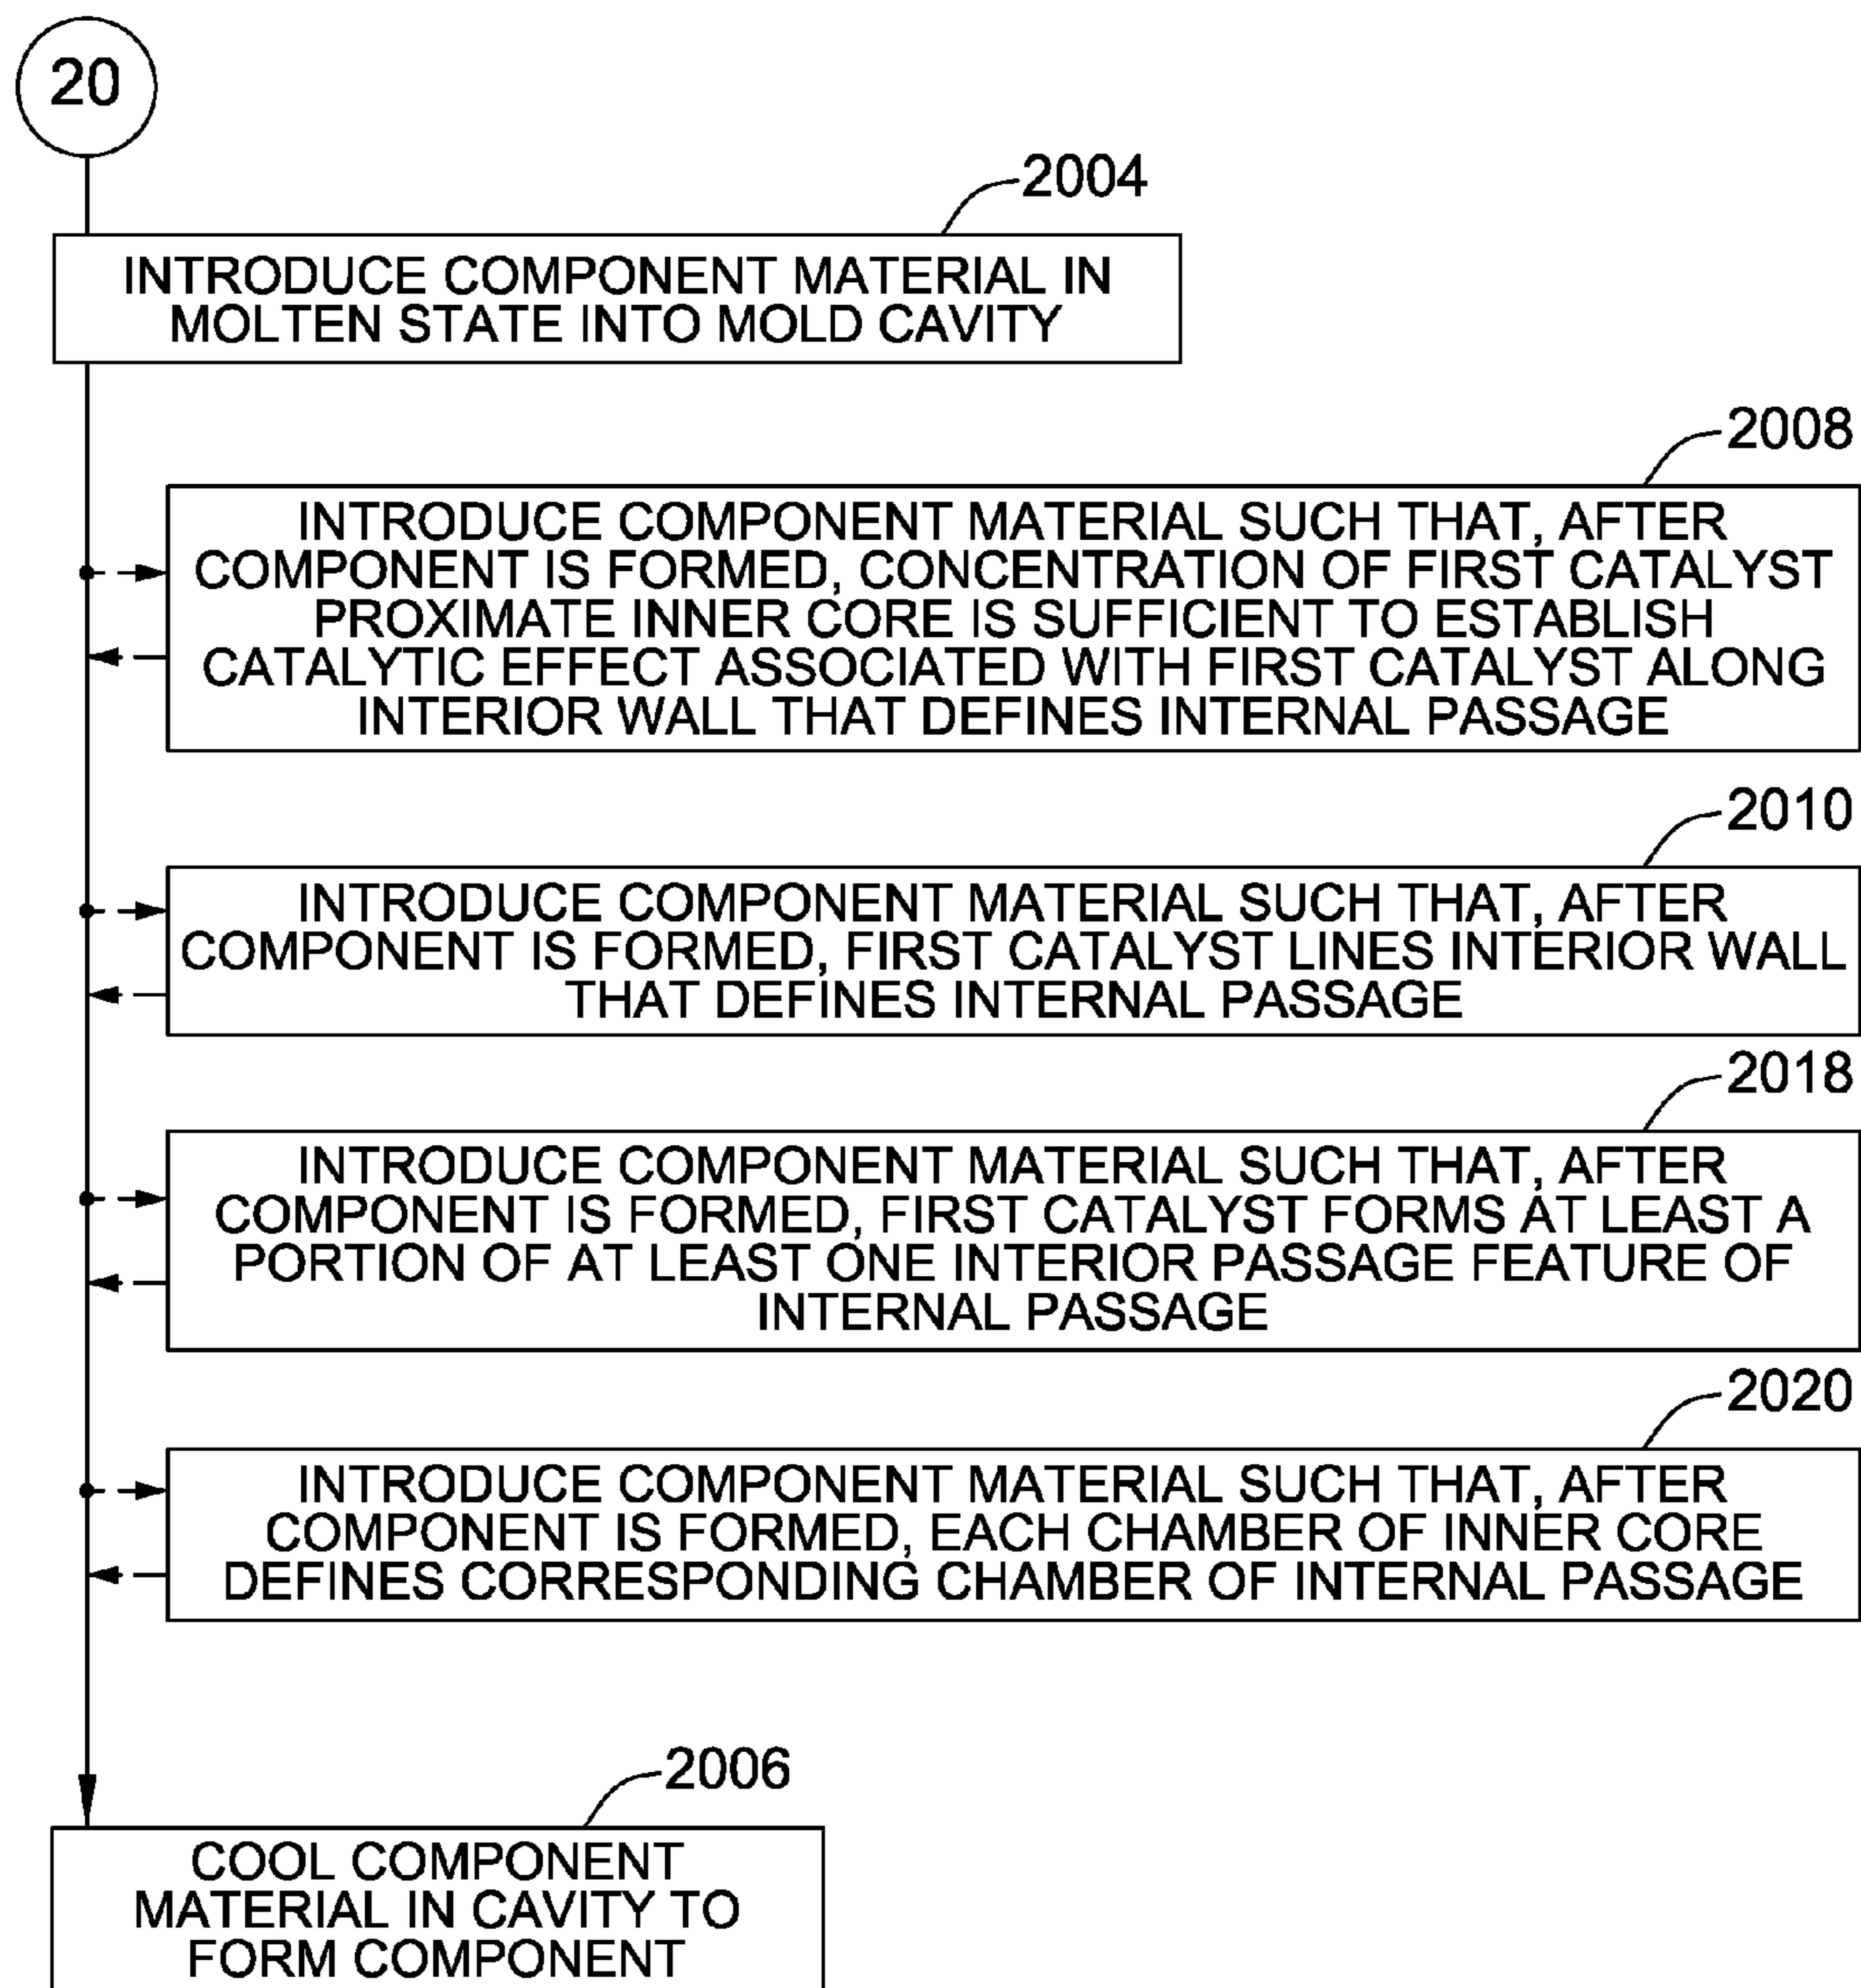 20
2004
INTRODUCE COMPONENT MATERIAL IN
MOLTEN STATE INTO MOLD CAVITY
2008
INTRODUCE COMPONENT MATERIAL SUCH THAT, AFTER
COMPONENT IS FORMED, CONCENTRATION OF FIRST CATALYST
PROXIMATE INNER CORE IS SUFFICIENT TO ESTABLISH
CATALYTIC EFFECT ASSOCIATED WITH FIRST CATALYST ALONG
INTERIOR WALL THAT DEFINES INTERNAL PASSAGE
2010
INTRODUCE COMPONENT MATERIAL SUCH THAT, AFTER
COMPONENT IS FORMED, FIRST CATALYST LINES INTERIOR WALL
THAT DEFINES INTERNAL PASSAGE
2018
INTRODUCE COMPONENT MATERIAL SUCH THAT, AFTER
COMPONENT IS FORMED, FIRST CATALYST FORMS AT LEAST A
PORTION OF AT LEAST ONE INTERIOR PASSAGE FEATURE OF
INTERNAL PASSAGE
2020
INTRODUCE COMPONENT MATERIAL SUCH THAT, AFTER
COMPONENT IS FORMED, EACH CHAMBER OF INNER CORE
DEFINES CORRESPONDING CHAMBER OF INTERNAL PASSAGE
2006
COOL COMPONENT
MATERIAL IN CAVITY TO
FORM COMPONENT